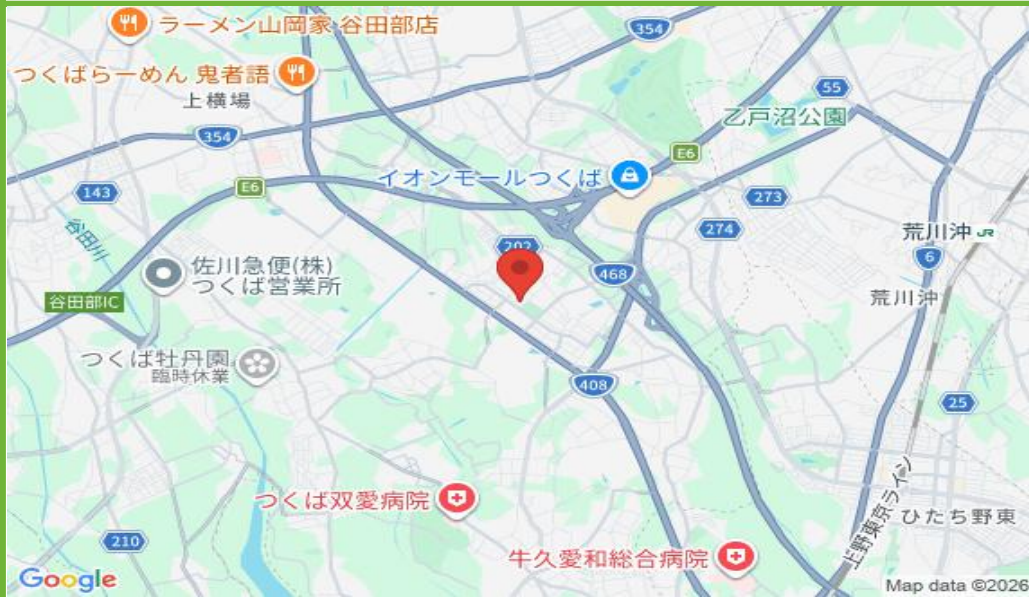 ラーメン山岡家 谷田部店
354
つくばらーめん 鬼者語
上横場
55
乙戸沼公園
354
E6
143
E6
イオンモールつくば
273
谷田川
202
274
荒川沖 JR
佐川急便(株)
つくば営業所
468
6
谷田部IC
荒川沖
つくば牡丹園
臨時休業
408
25
つくば双愛病院
上野東京ライン
ひたち野東
210
牛久愛和総合病院
Google
Map data ©2026